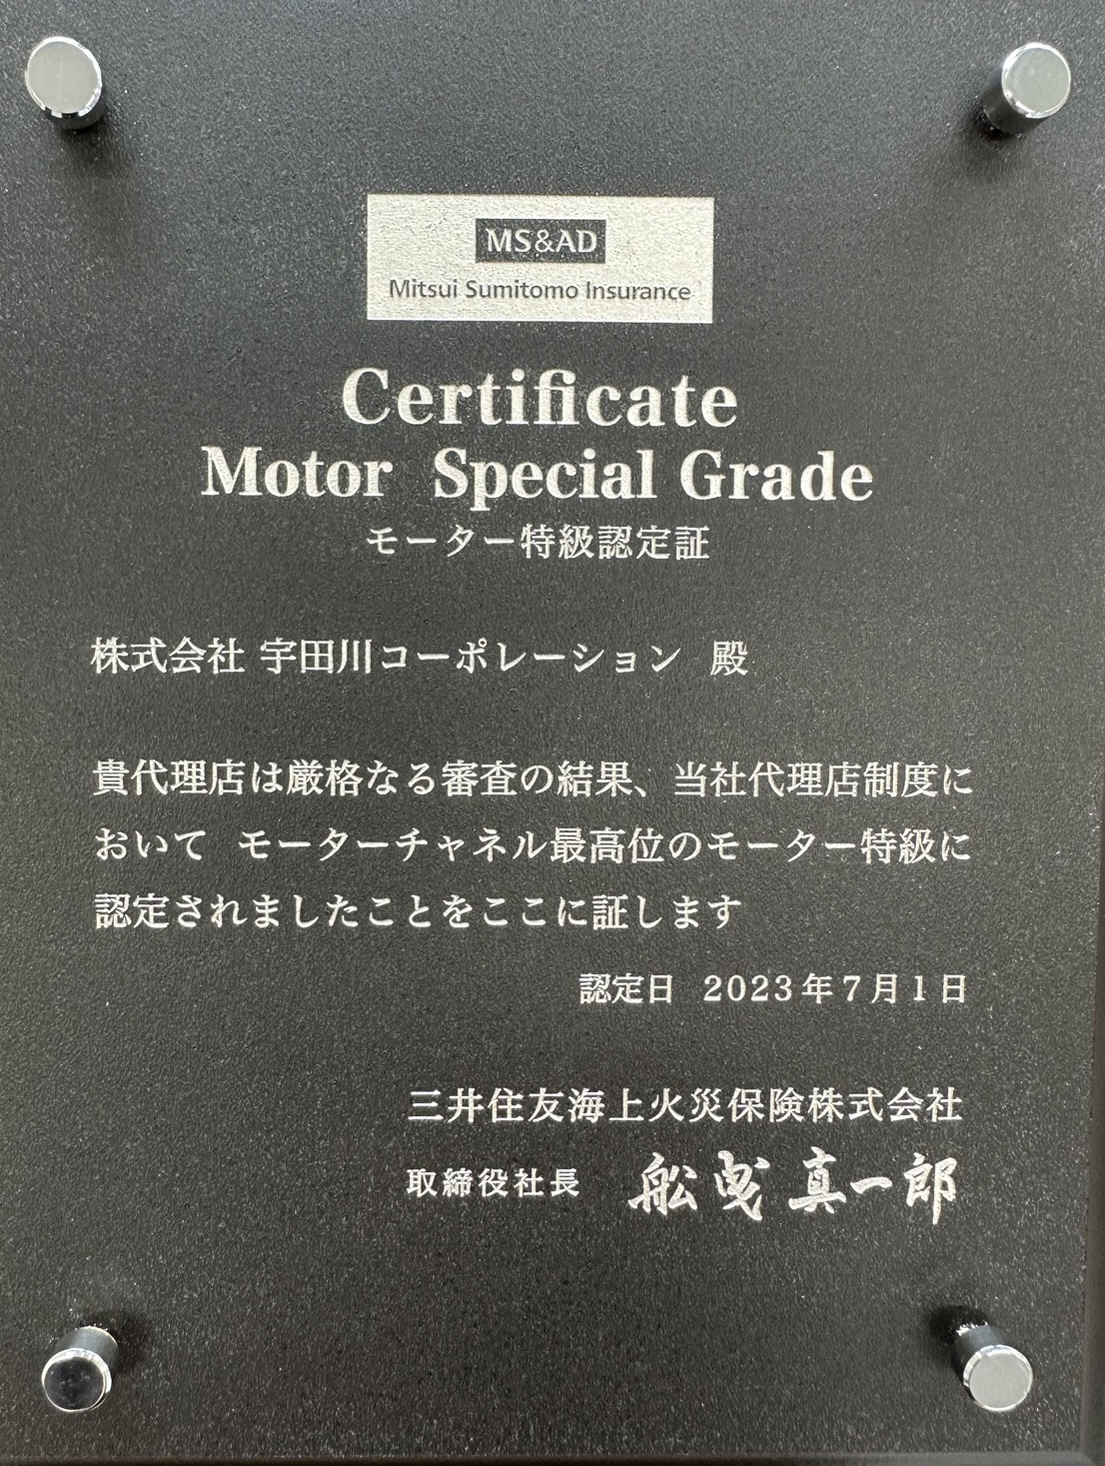 MS&AD
Mitsui Sumitomo Insurance
Certificate
Motor Special Grade
モーター特級認定証
株式会社 宇田川コーポレーション 殿
貴代理店は厳格なる審査の結果、当社代理店制度に
おいて モーターチャネル最高位のモーター特級に
認定されましたことをここに証します
認定日 2023年7月1日
三井住友海上火災保険株式会社
取締役社長 舩曵真一郎